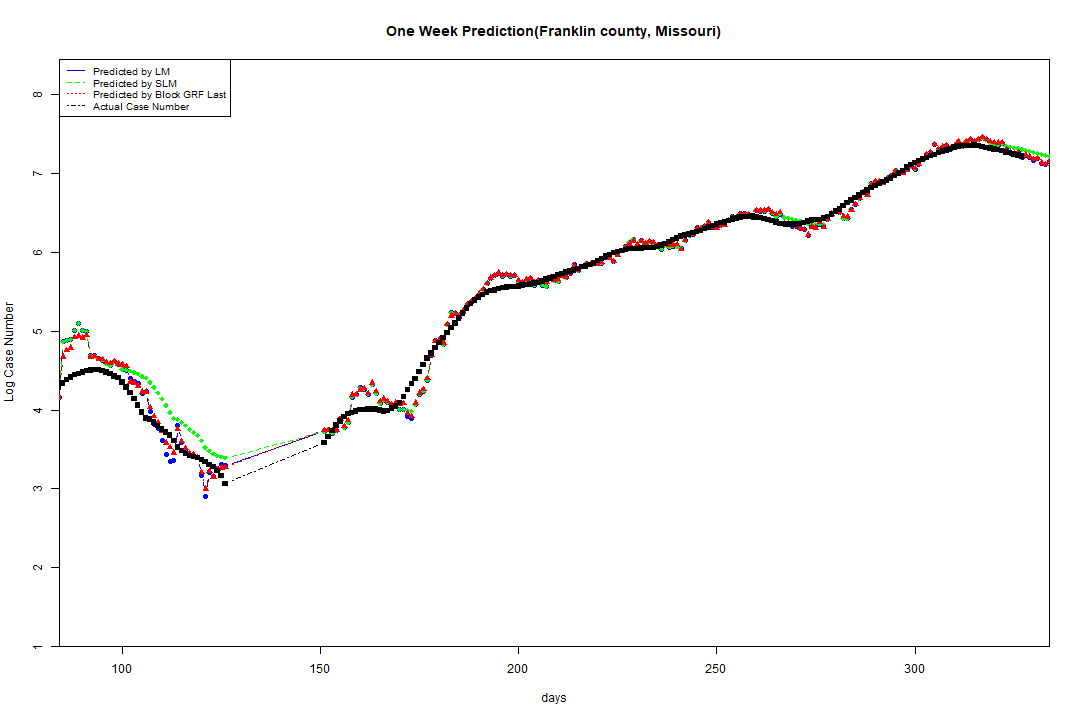 One Week Prediction(Franklin county, Missouri)
Predicted by LM
Predicted by SLM
Predicted by Block GRF Last
Actual Case Number
Log Case Number
8
7
6
5
4
3
2
1
100
150
200
250
300
days